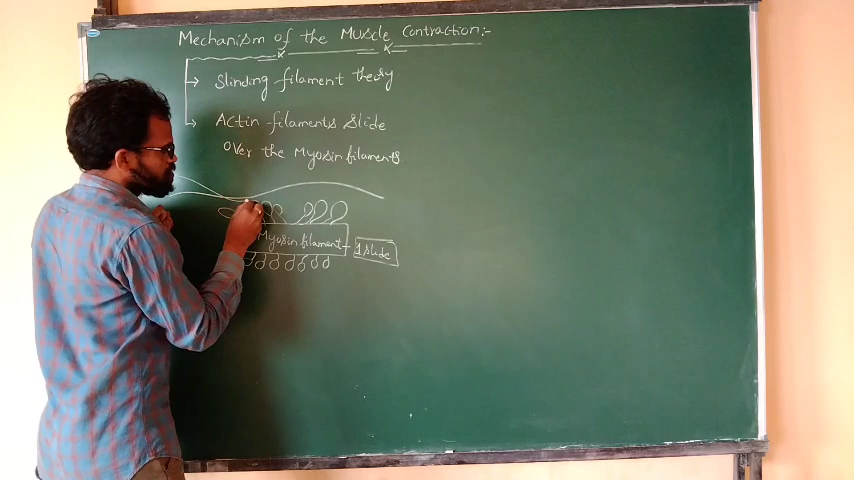 Mechanism of the Muscle Contraction:-
Slinding filament theory
Actin filaments slide
Over the Myosin filaments
Myosin filament
1 slide